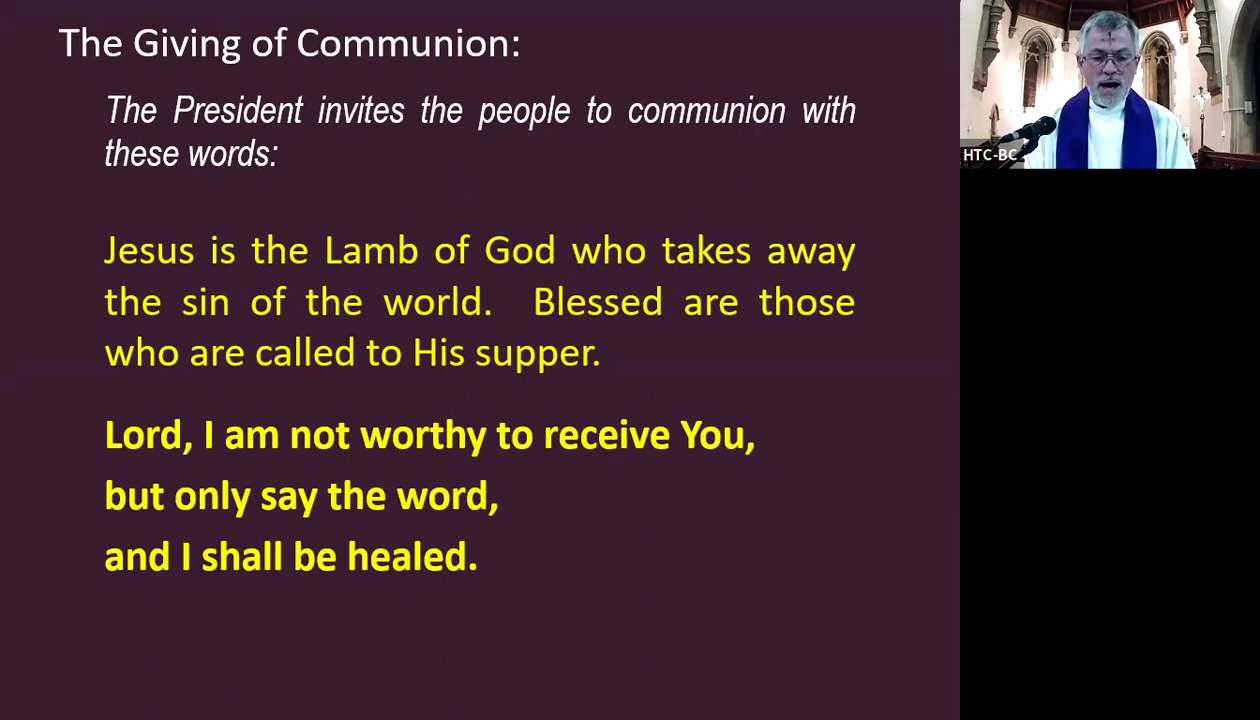 The Giving of Communion:
The President invites the people to communion with
these words:
Jesus is the Lamb of God who takes away
the sin of the world. Blessed are those
who are called to His supper.
Lord, I am not worthy to receive You,
but only say the word,
and I shall be healed.
HTC-BC